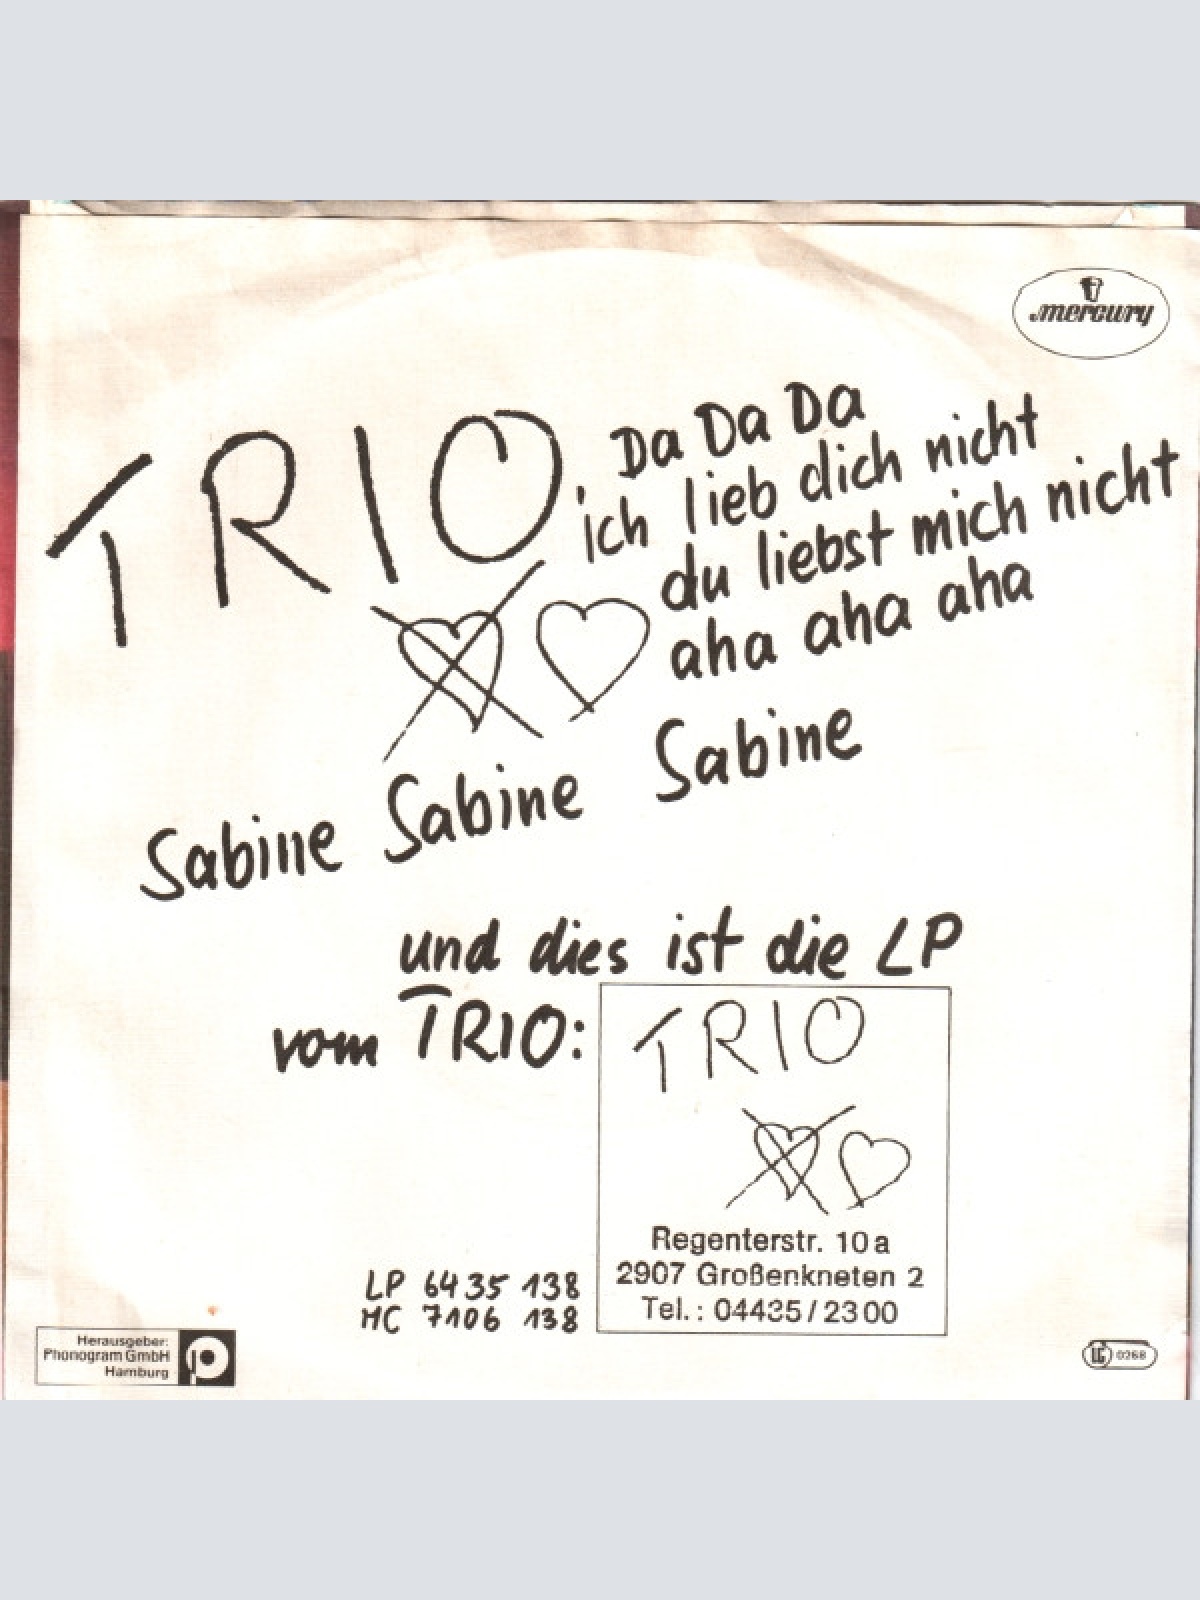 mercury
TRIO
Da Da Da
ich lieb dich nicht
du liebst mich nicht
aha aha aha
Sabine Sabine Sabine
und dies ist die LP
vom TRIO:
TRIO
Regenterstr. 10a
2907 Großenkneten 2
Tel.: 04435/2300
LP 6435 138
MC 7106 138
Herausgeber:
Phonogram GmbH
Hamburg
p
LC 0268